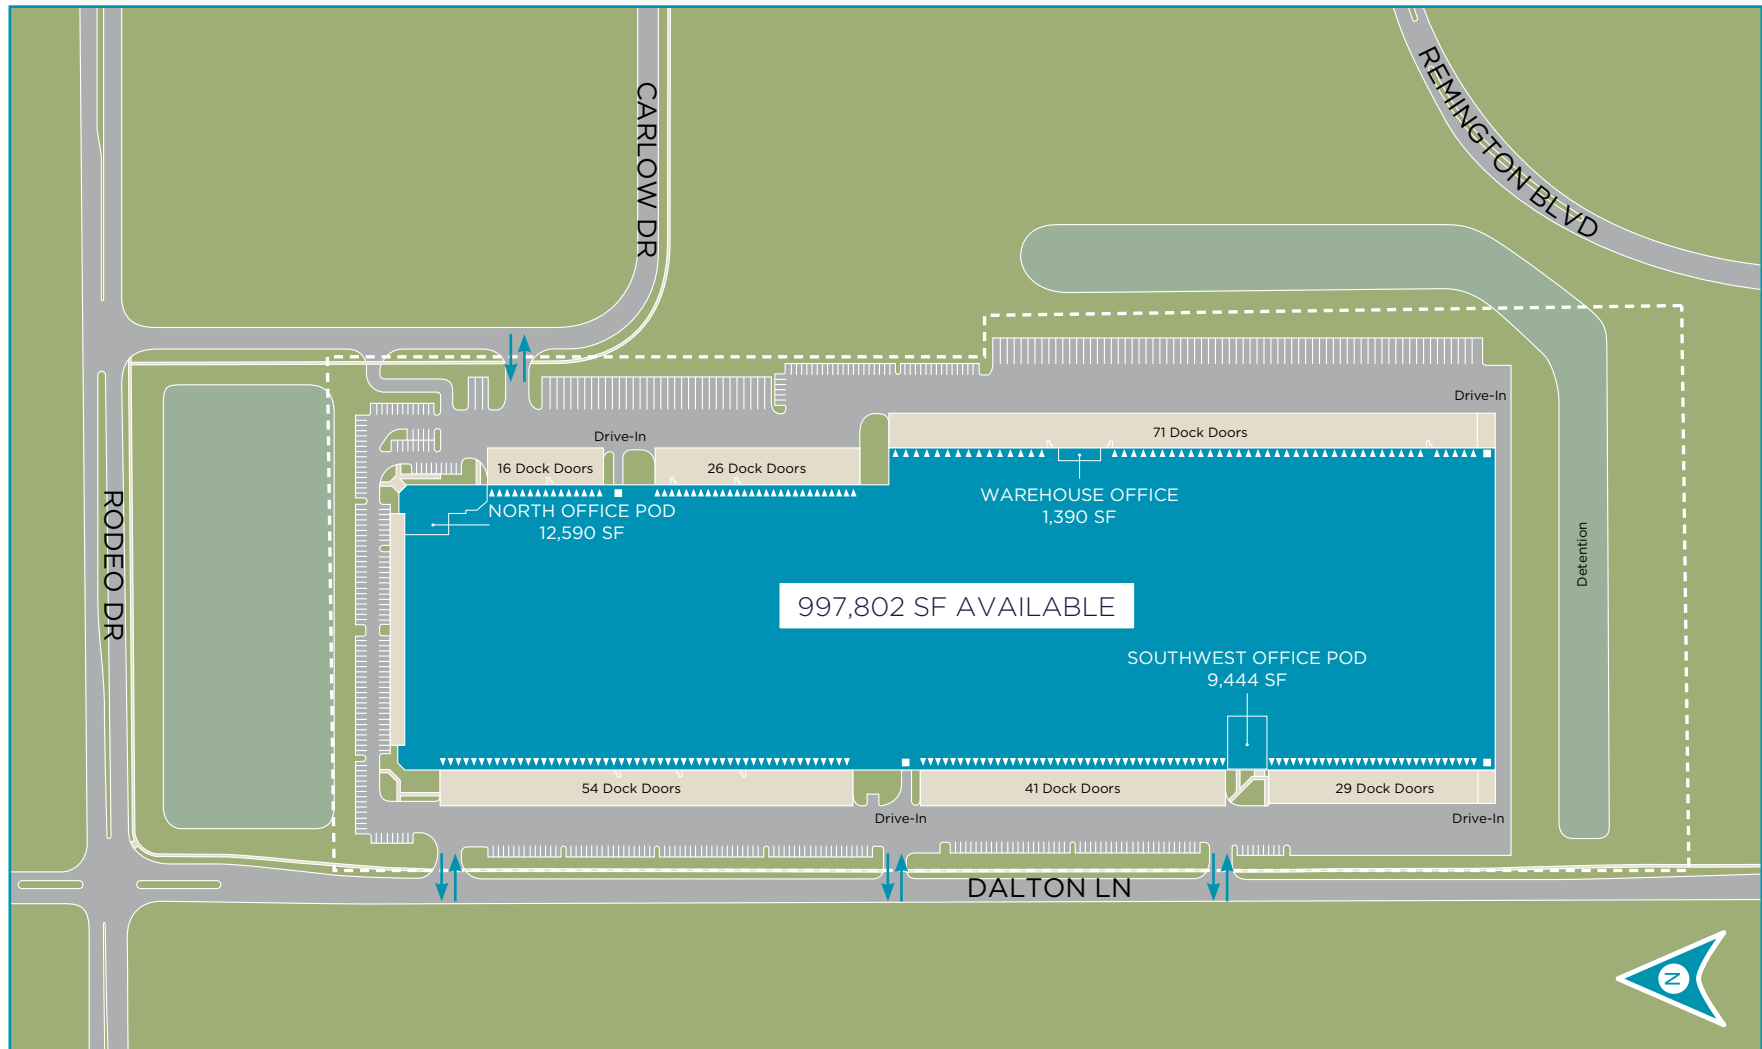 CARLOW DR
REMINGTON BLVD
Drive-In
71 Dock Doors
Drive-In
16 Dock Doors
26 Dock Doors
WAREHOUSE OFFICE
1,390 SF
NORTH OFFICE POD
12,590 SF
RODEO DR
Detention
997,802 SF AVAILABLE
SOUTHWEST OFFICE POD
9,444 SF
54 Dock Doors
41 Dock Doors
29 Dock Doors
Drive-In
Drive-In
DALTON LN
N